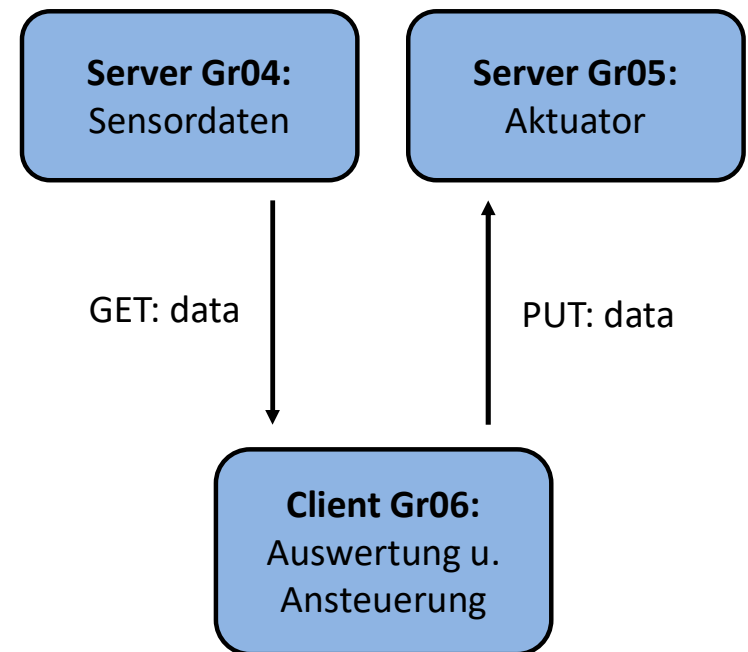 Server Gr04:
Sensordaten
Server Gr05:
Aktuator
GET: data
PUT: data
Client Gr06:
Auswertung u.
Ansteuerung